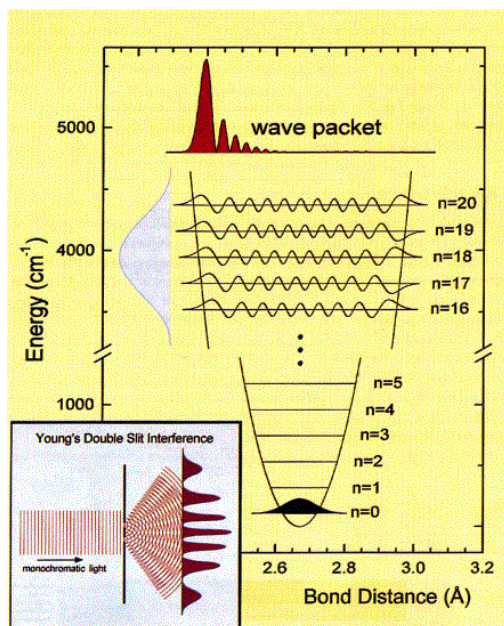 5000
wave packet
Energy (cm-1)
4000
n=20
n=19
n=18
n=17
n=16
1000
n=5
n=4
n=3
n=2
n=1
n=0
Young's Double Slit Interference
monochromatic light
2.6 2.8 3.0 3.2
Bond Distance (Å)